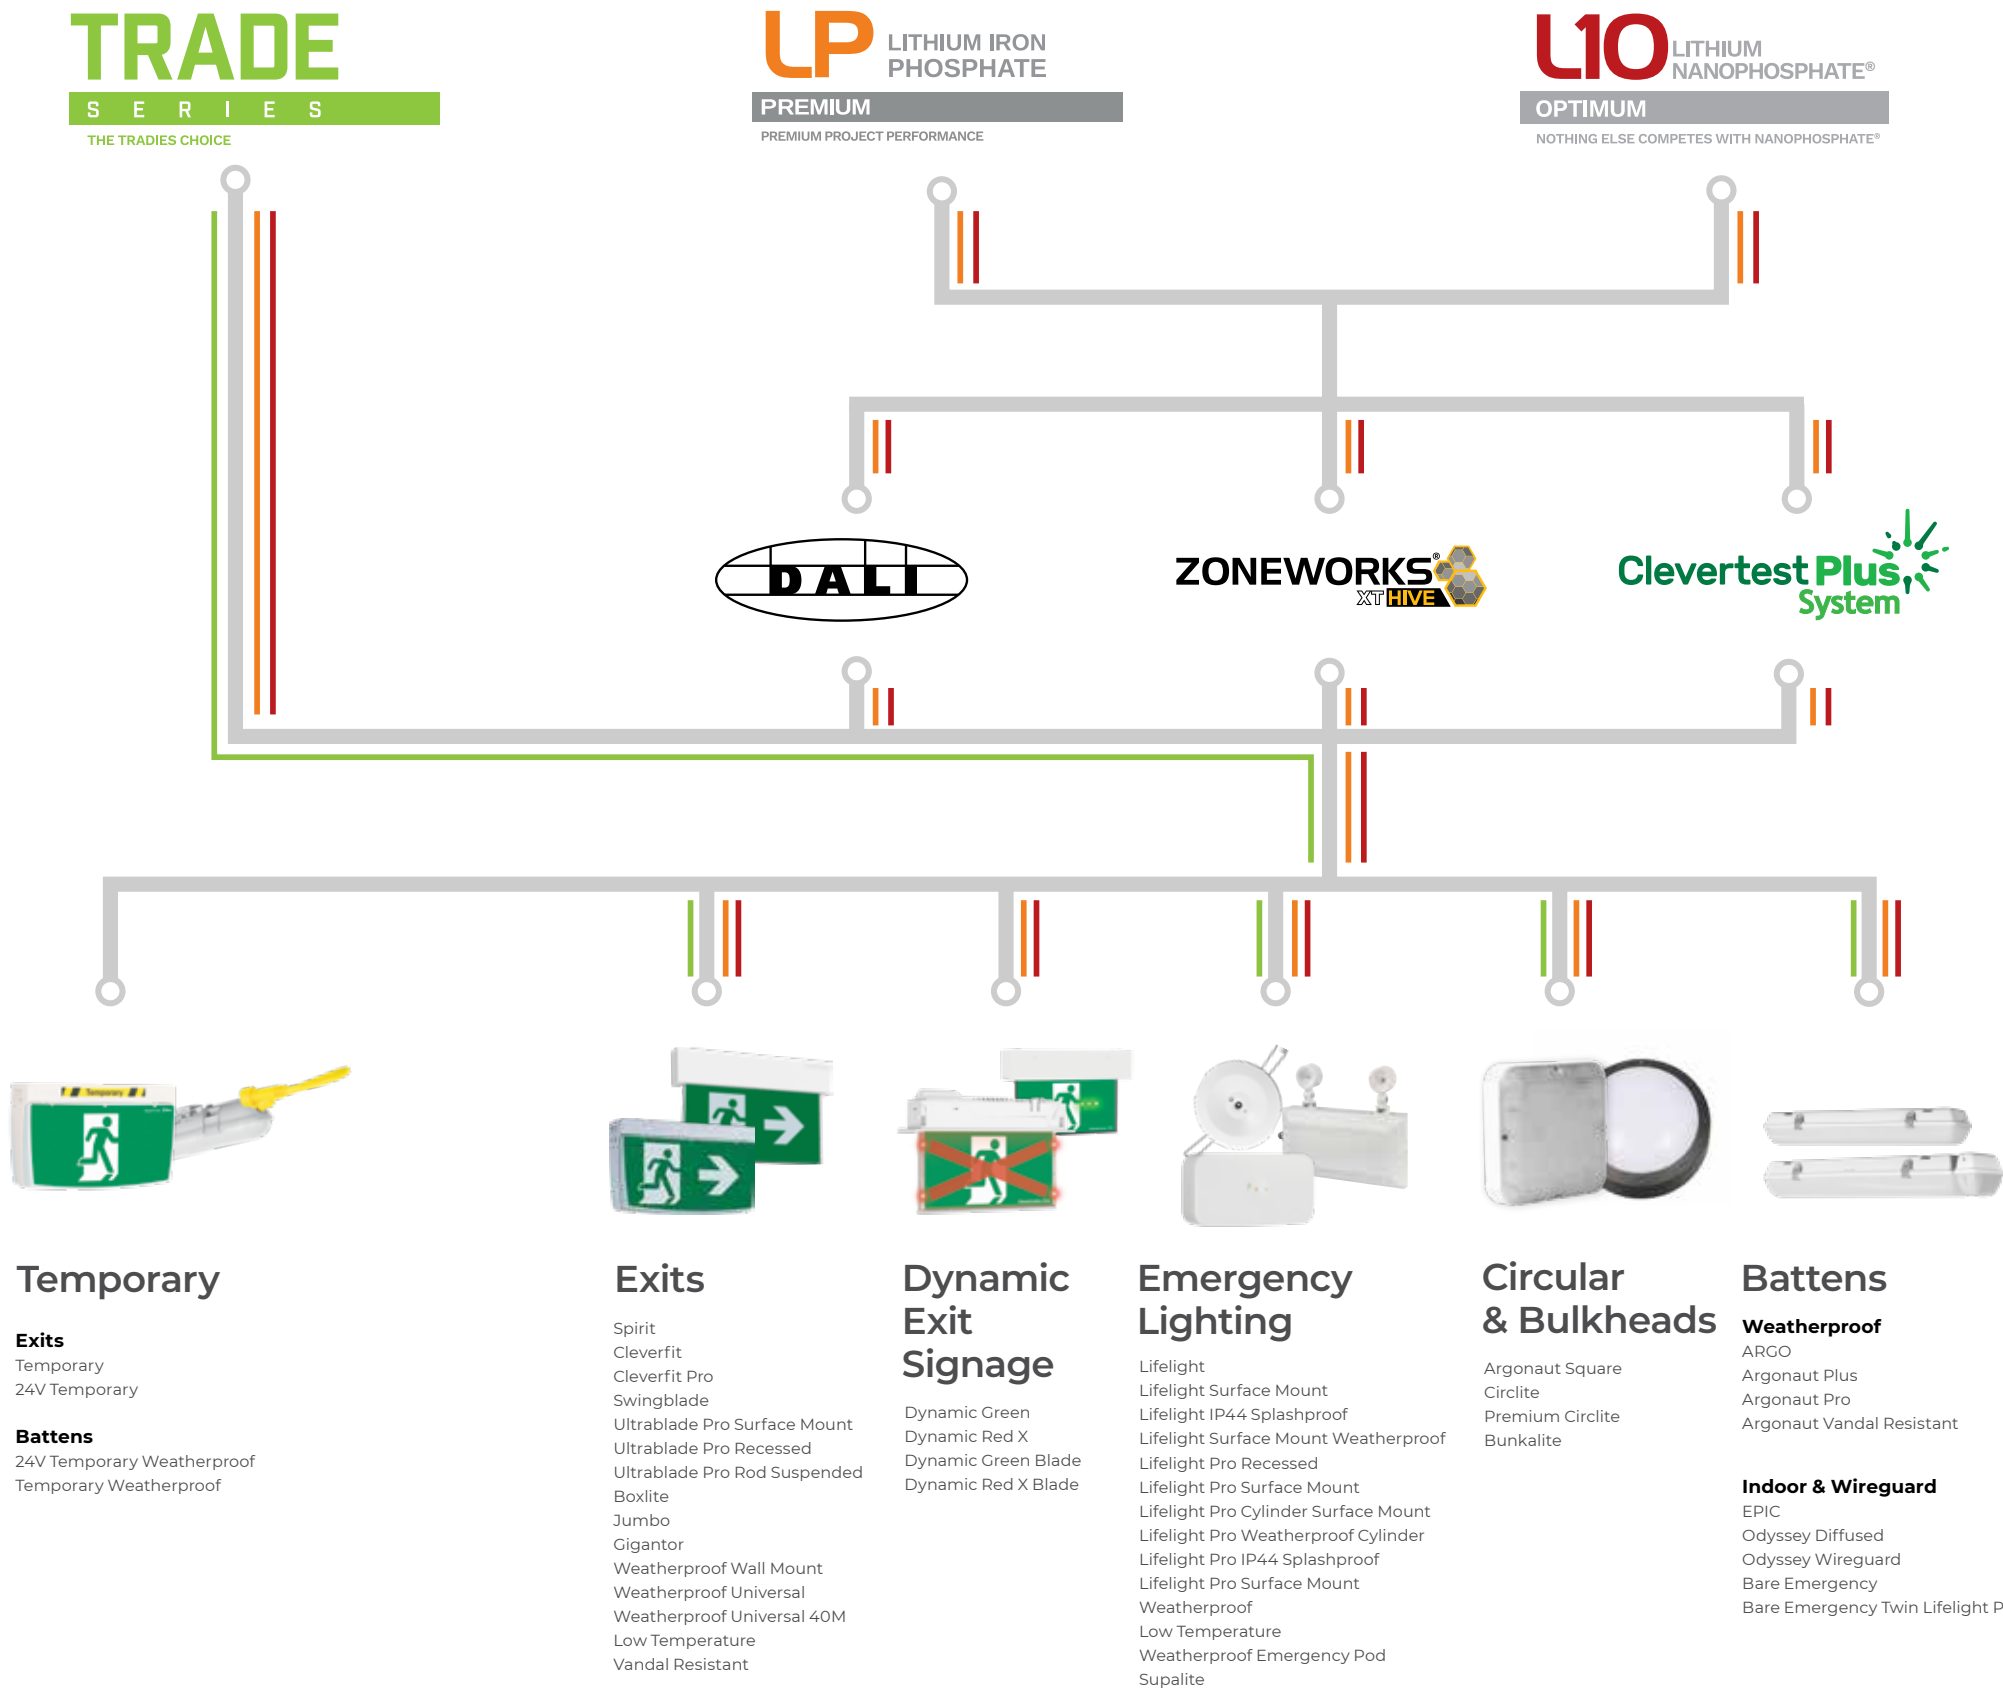 TRADE
SERIES
THE TRADIES CHOICE
LP LITHIUM IRON
PHOSPHATE
PREMIUM
PREMIUM PROJECT PERFORMANCE
L10 LITHIUM
NANOPHOSPHATE®
OPTIMUM
NOTHING ELSE COMPETES WITH NANOPHOSPHATE®
DALI
ZONEWORKS®
XT HIVE
Clevertest Plus
System
Temporary
Temporary
Exits
Temporary
24V Temporary
Battens
24V Temporary Weatherproof
Temporary Weatherproof
Exits
Spirit
Cleverfit
Cleverfit Pro
Swingblade
Ultrablade Pro Surface Mount
Ultrablade Pro Recessed
Ultrablade Pro Rod Suspended
Boxlite
Jumbo
Gigantor
Weatherproof Wall Mount
Weatherproof Universal
Weatherproof Universal 40M
Low Temperature
Vandal Resistant
Dynamic
Exit
Signage
Dynamic Green
Dynamic Red X
Dynamic Green Blade
Dynamic Red X Blade
Emergency
Lighting
Lifelight
Lifelight Surface Mount
Lifelight IP44 Splashproof
Lifelight Surface Mount Weatherproof
Lifelight Pro Recessed
Lifelight Pro Surface Mount
Lifelight Pro Cylinder Surface Mount
Lifelight Pro Weatherproof Cylinder
Lifelight Pro IP44 Splashproof
Lifelight Pro Surface Mount
Weatherproof
Low Temperature
Weatherproof Emergency Pod
Supalite
Circular
& Bulkheads
Argonaut Square
Circlite
Premium Circlite
Bunkalite
Battens
Weatherproof
ARGO
Argonaut Plus
Argonaut Pro
Argonaut Vandal Resistant
Indoor & Wireguard
EPIC
Odyssey Diffused
Odyssey Wireguard
Bare Emergency
Bare Emergency Twin Lifelight P